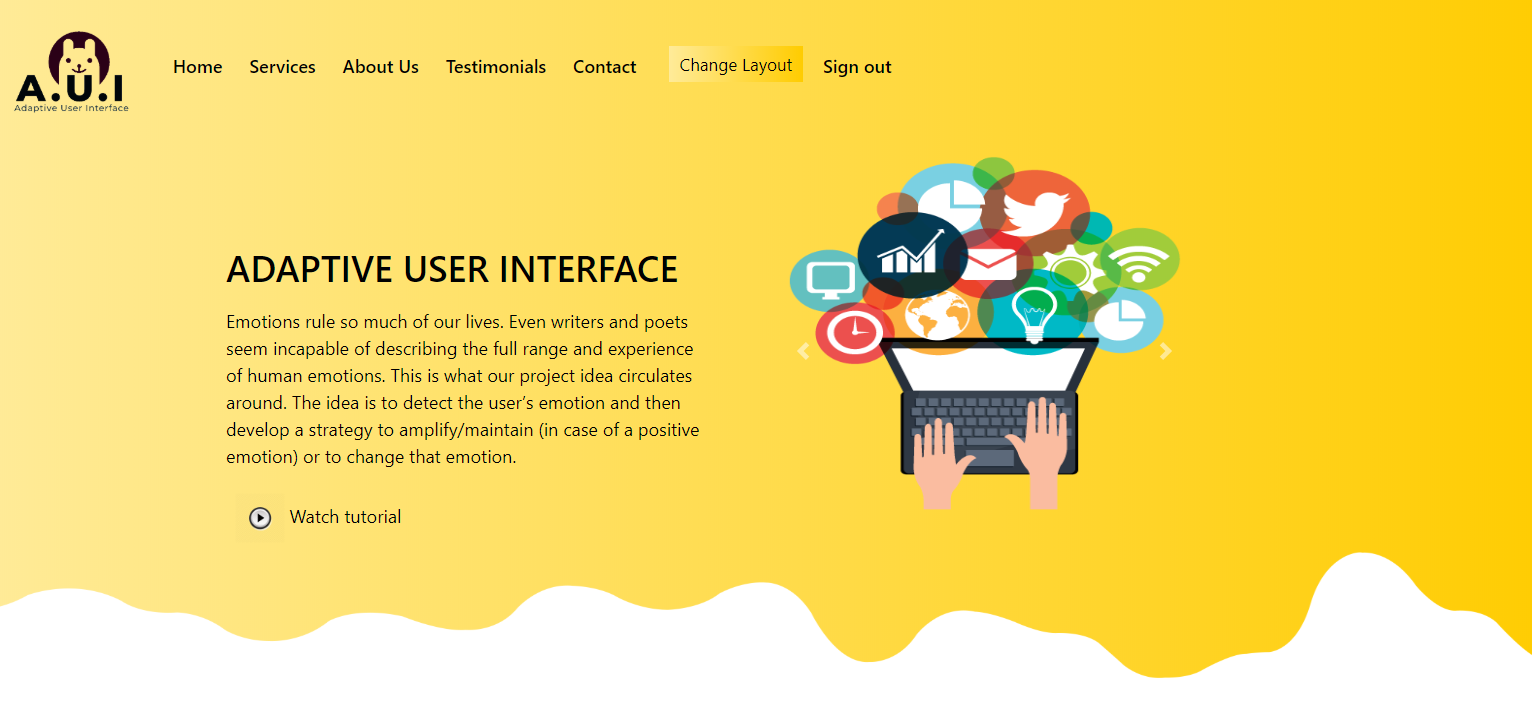 A.U.I
Adaptive User Interface
Home Services About Us Testimonials Contact Change Layout Sign out
ADAPTIVE USER INTERFACE
Emotions rule so much of our lives. Even writers and poets
seem incapable of describing the full range and experience
of human emotions. This is what our project idea circulates
around. The idea is to detect the user’s emotion and then
develop a strategy to amplify/maintain (in case of a positive
emotion) or to change that emotion.
Watch tutorial